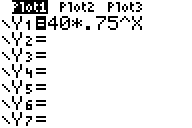 Plot1 Plot2 Plot3
\Y₁=40*.75^X
\Y₂=
\Y₃=
\Y₄=
\Y₅=
\Y₆=
\Y₇=